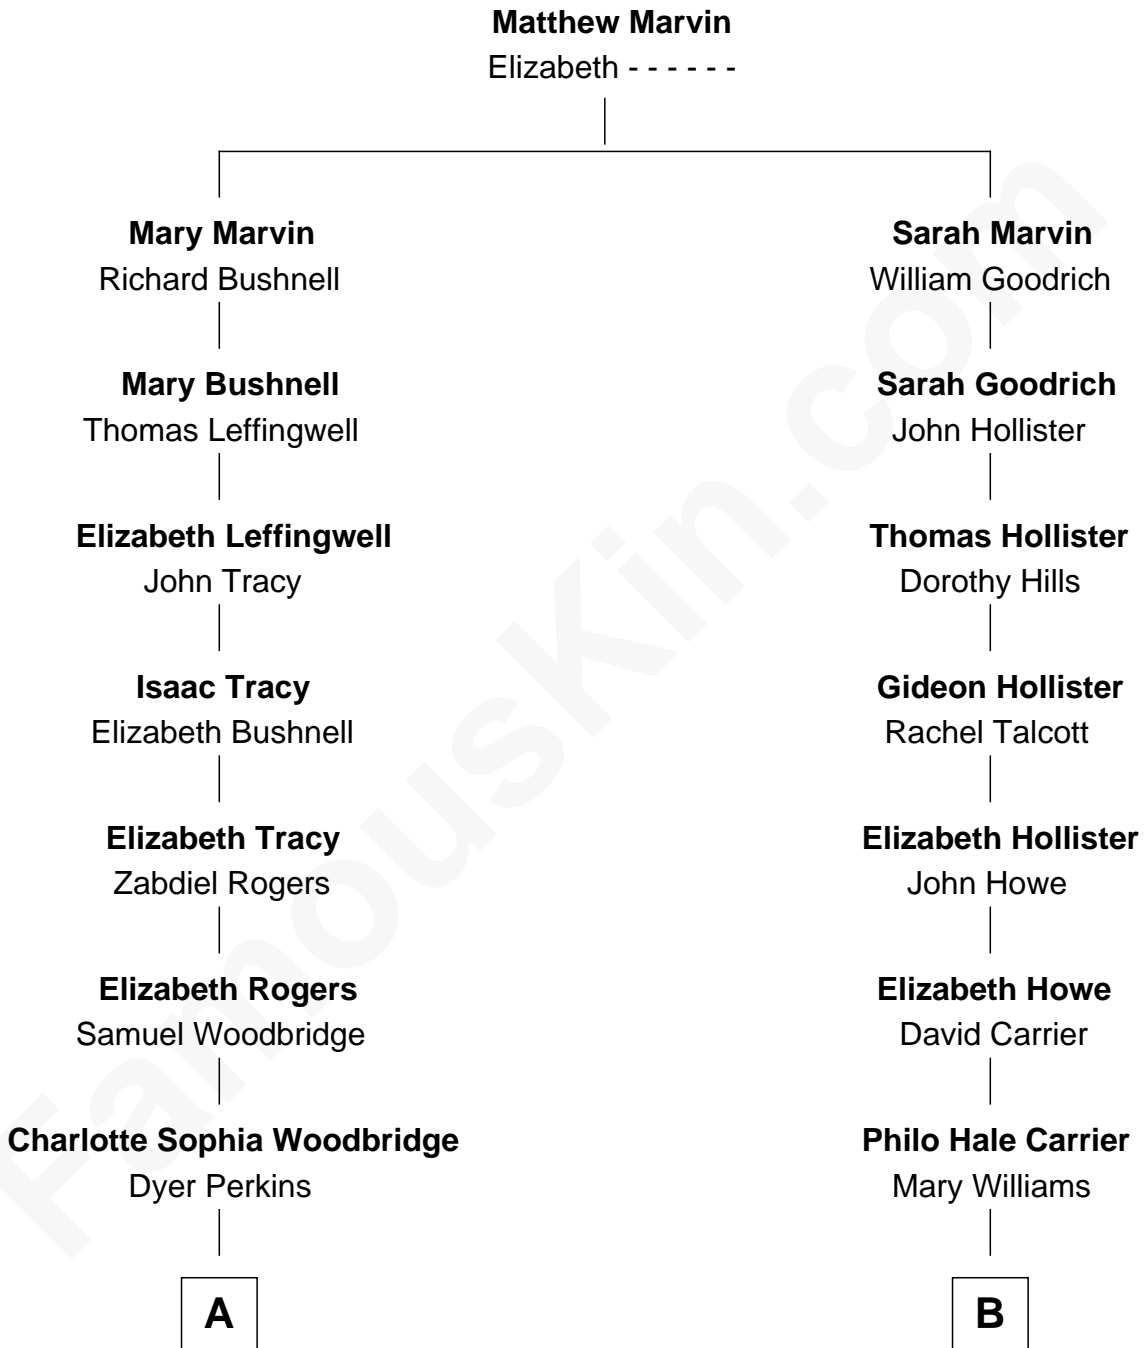 Matthew Marvin
Elizabeth - - - - - -
Mary Marvin
Richard Bushnell
Sarah Marvin
William Goodrich
Mary Bushnell
Thomas Leffingwell
Sarah Goodrich
John Hollister
Elizabeth Leffingwell
John Tracy
Thomas Hollister
Dorothy Hills
Isaac Tracy
Elizabeth Bushnell
Gideon Hollister
Rachel Talcott
Elizabeth Tracy
Zabdiel Rogers
Elizabeth Hollister
John Howe
Elizabeth Rogers
Samuel Woodbridge
Elizabeth Howe
David Carrier
Charlotte Sophia Woodbridge
Dyer Perkins
Philo Hale Carrier
Mary Williams
A
B
FamousKin.com